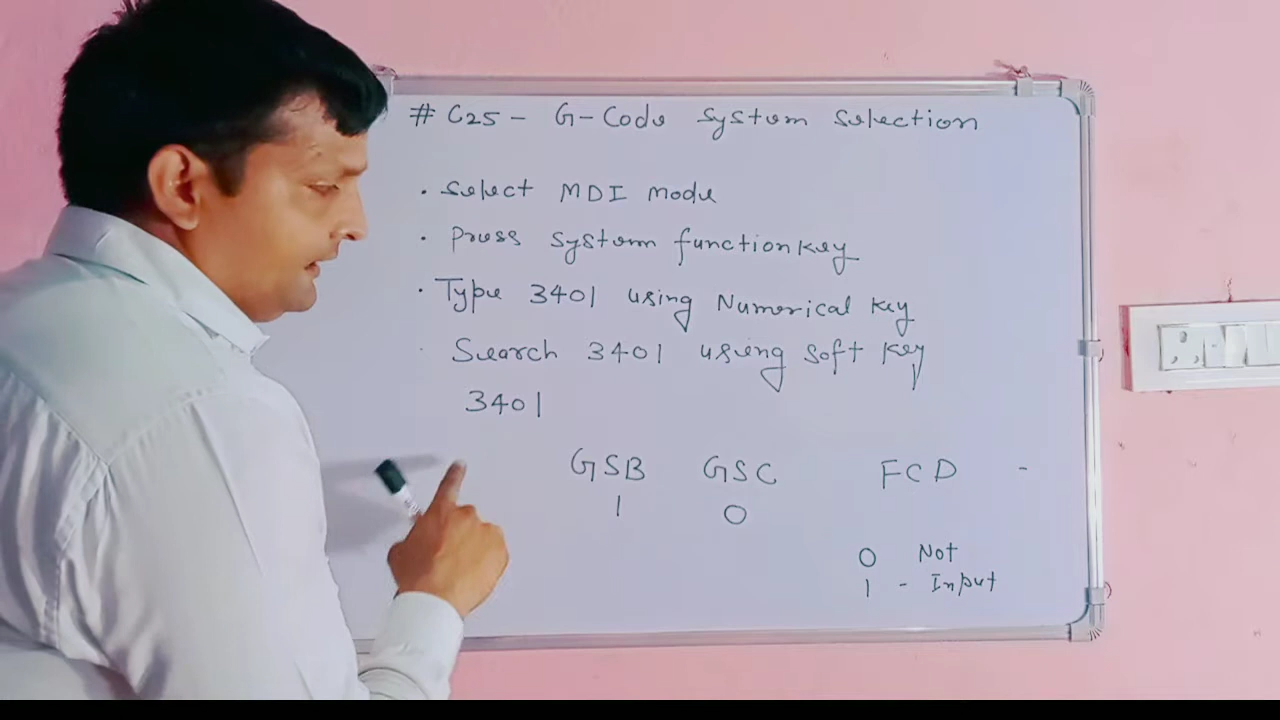 # C25 - G-Code System Selection
· Select MDI Mode
· Press System function Key
· Type 3401 using Numerical Key
· Search 3401 using Soft Key
3401
GSB GSC FCD -
1 0
0 Not
1 - Input